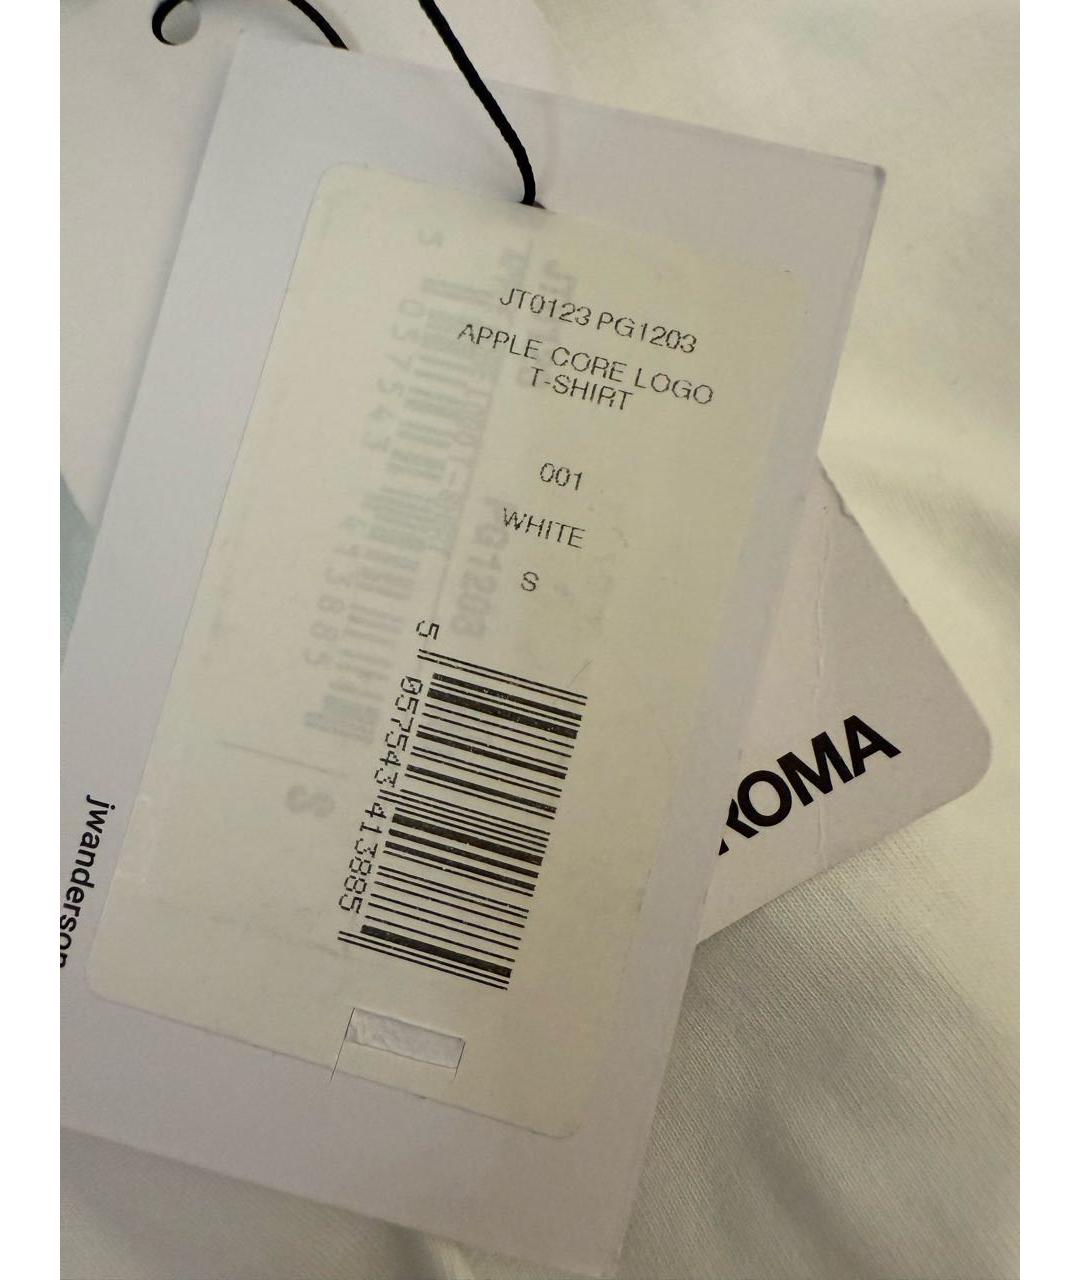 JT0123 PG1203
APPLE CORE LOGO
T-SHIRT
001
WHITE
S
5 057543 413885
jwanderson
ROMA